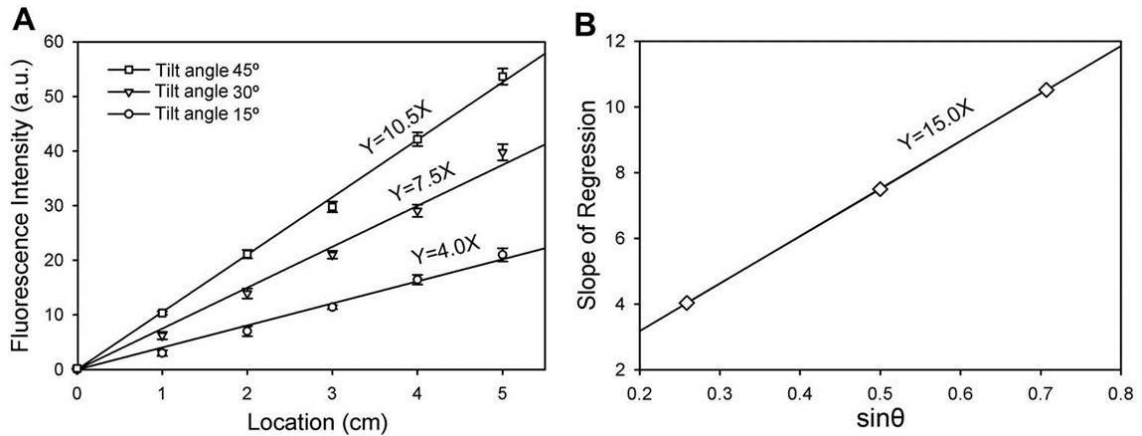 A
Fluorescence Intensity (a.u.)
60
50
40
30
20
10
0
Tilt angle 45º
Tilt angle 30º
Tilt angle 15º
Y=10.5X
Y=7.5X
Y=4.0X
0 1 2 3 4 5
Location (cm)
B
Slope of Regression
12
10
8
6
4
2
Y=15.0X
0.2 0.3 0.4 0.5 0.6 0.7 0.8
sinθ